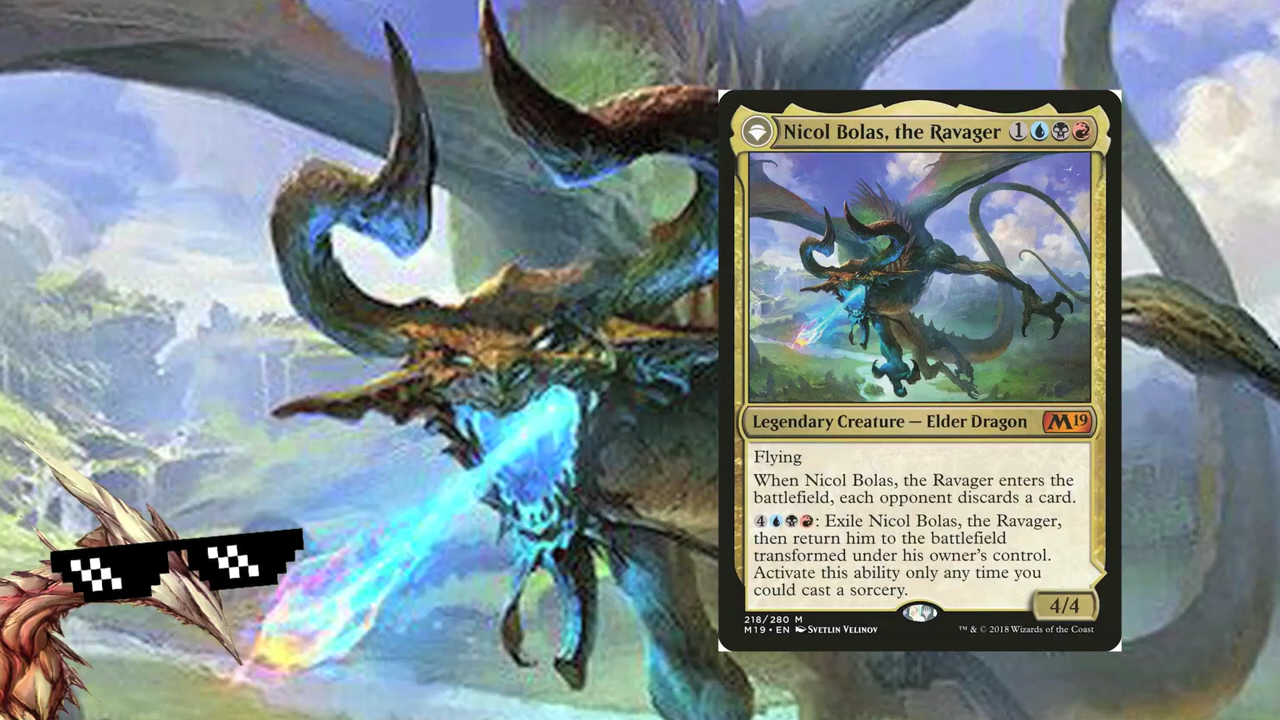 Nicol Bolas, the Ravager 1
Legendary Creature — Elder Dragon M19
Flying
When Nicol Bolas, the Ravager enters the
battlefield, each opponent discards a card.
4: Exile Nicol Bolas, the Ravager,
then return him to the battlefield
transformed under his owner's control.
Activate this ability only any time you
could cast a sorcery.
4/4
218/280 M
M19 • EN SVETLIN VELINOV
™ & © 2018 Wizards of the Coast